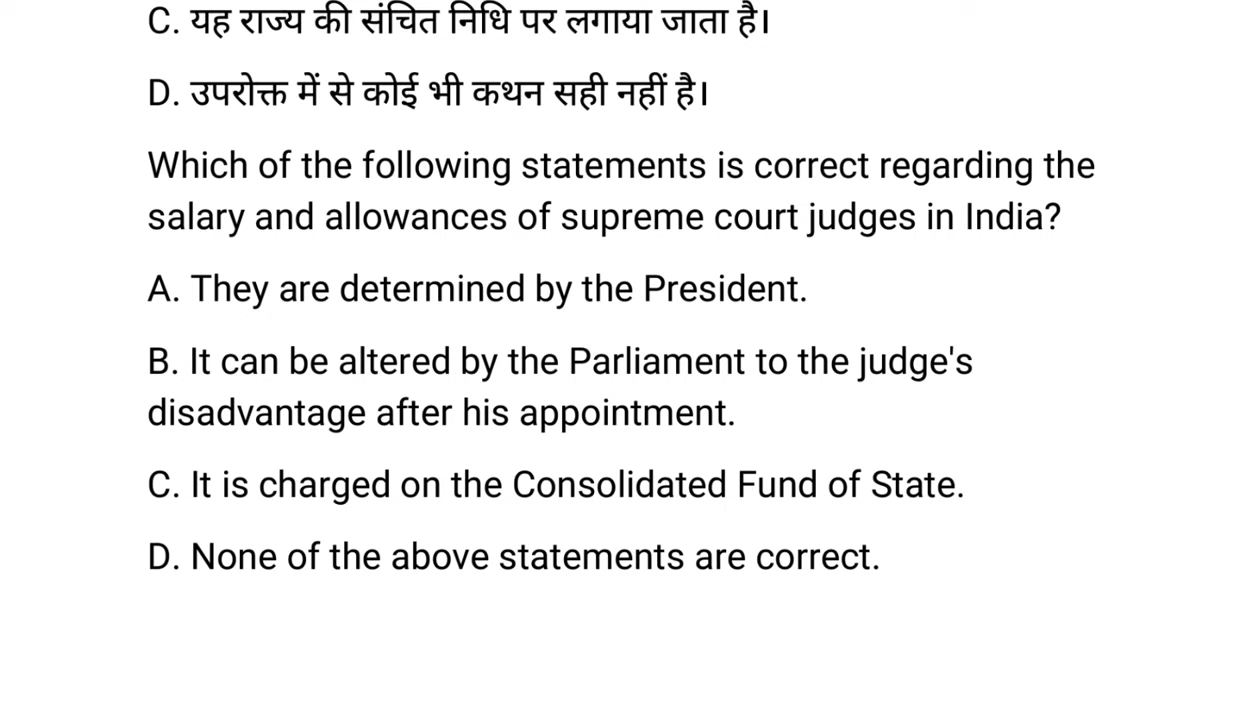 C. यह राज्य की संचित निधि पर लगाया जाता है।
D. उपरोक्त में से कोई भी कथन सही नहीं है।
Which of the following statements is correct regarding the
salary and allowances of supreme court judges in India?
A. They are determined by the President.
B. It can be altered by the Parliament to the judge's
disadvantage after his appointment.
C. It is charged on the Consolidated Fund of State.
D. None of the above statements are correct.